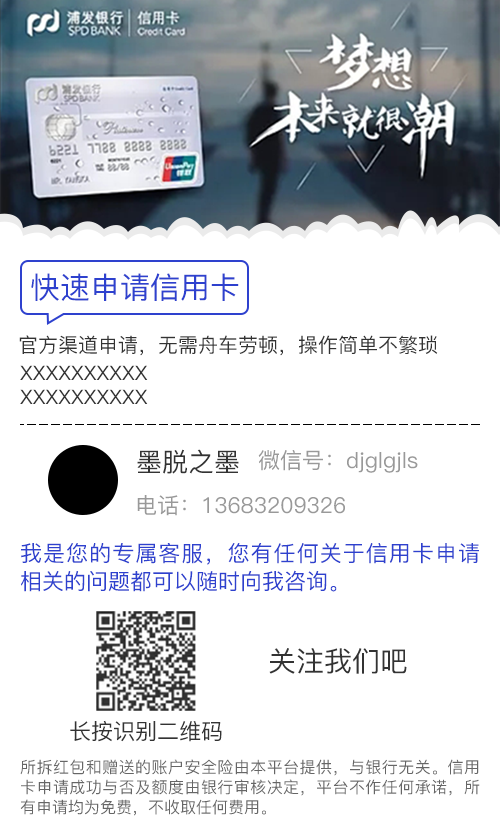 浦发银行 信用卡
SPD BANK Credit Card
梦想
本来就很潮
浦发银行
SPD BANK
Platinum
6221 7788 8888 8888
88/88
UnionPay
银联
快速申请信用卡
官方渠道申请，无需舟车劳顿，操作简单不繁琐
XXXXXXXXXX
XXXXXXXXXX
墨脱之墨 微信号：djglgjls
电话：13683209326
我是您的专属客服，您有任何关于信用卡申请
相关的问题都可以随时向我咨询。
关注我们吧
长按识别二维码
所拆红包和赠送的账户安全险由本平台提供，与银行无关。信用
卡申请成功与否及额度由银行审核决定，平台不作任何承诺，所
有申请均为免费，不收取任何费用。